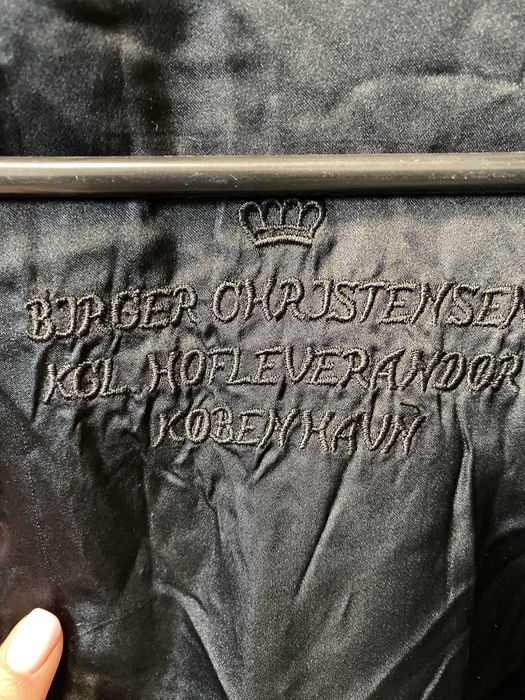 BIRGER CHRISTENSEN
KGL. HOFLEVERANDØR
KØBENHAVN